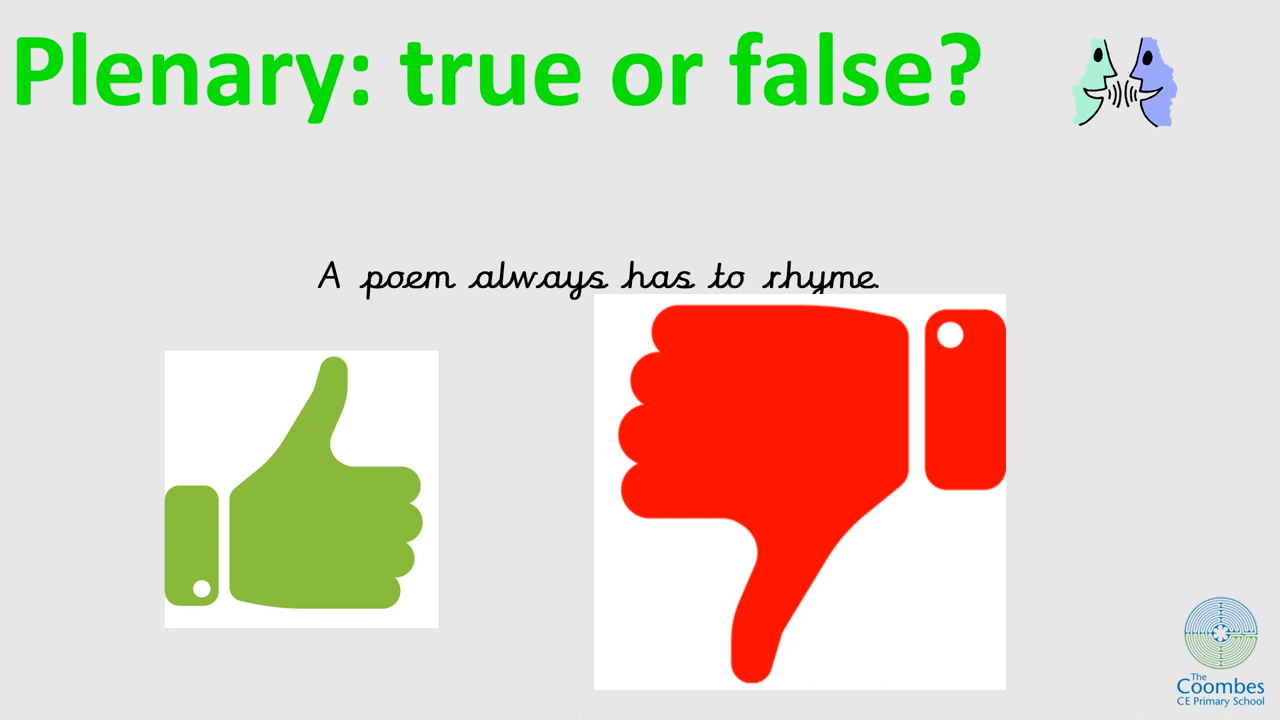 Plenary: true or false?
A poem always has to rhyme.
The
Coombes
CE Primary School